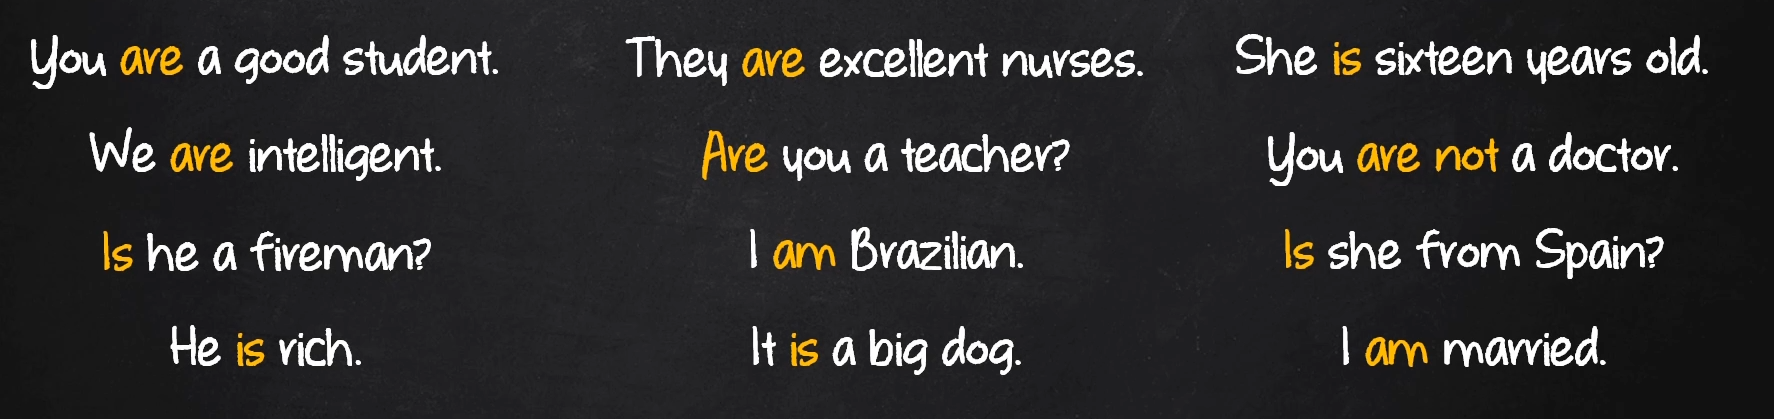 You are a good student.
We are intelligent.
Is he a fireman?
He is rich.
They are excellent nurses.
Are you a teacher?
I am Brazilian.
It is a big dog.
She is sixteen years old.
You are not a doctor.
Is she from Spain?
I am married.